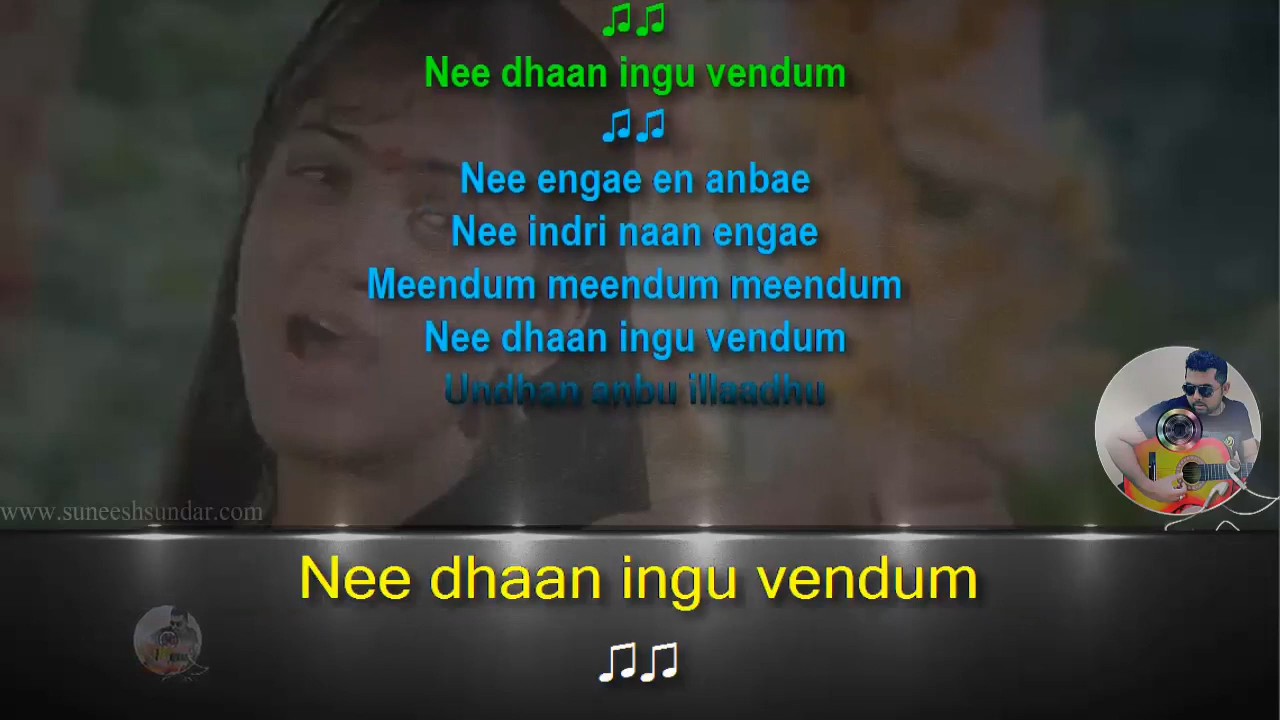 ♫♫
Nee dhaan ingu vendum
♫♫
Nee engae en anbae
Nee indri naan engae
Meendum meendum meendum
Nee dhaan ingu vendum
Undhan anbu illaadhu
www.suneeshsundar.com
Nee dhaan ingu vendum
♫♫